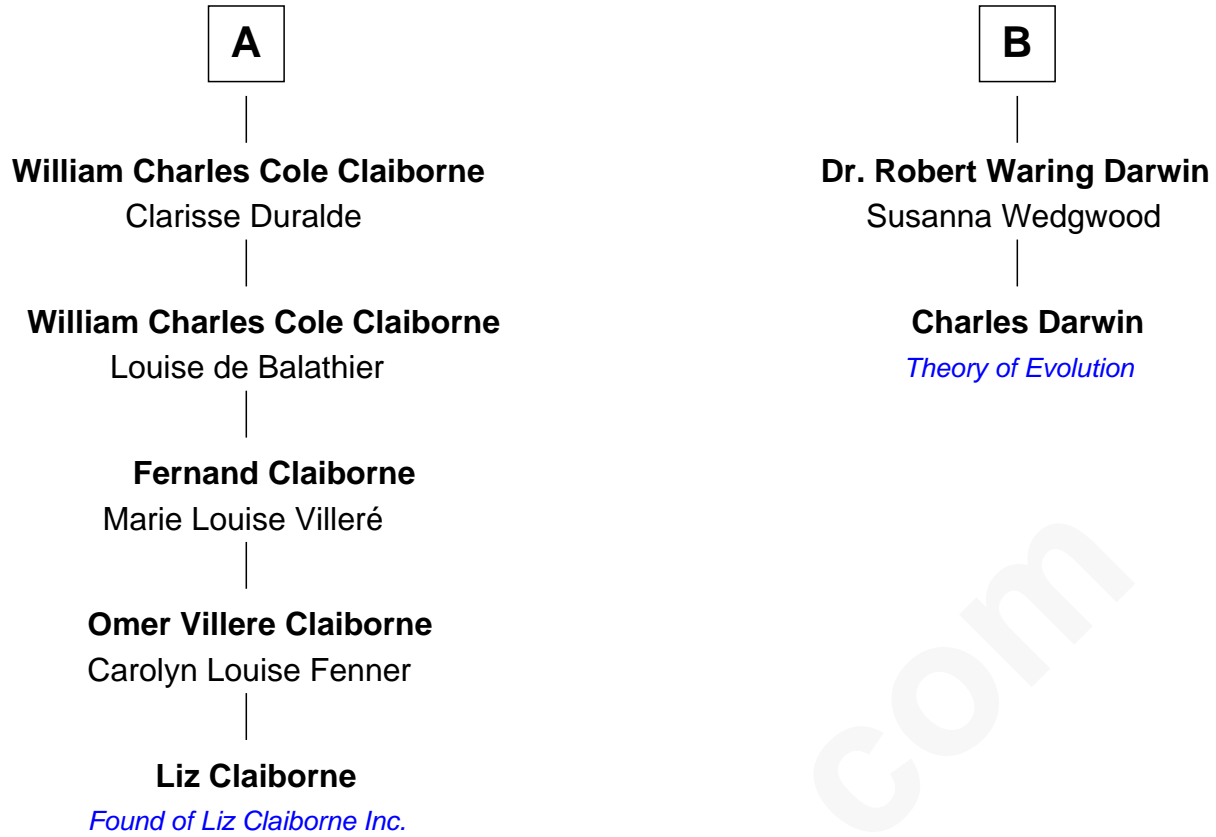 A
William Charles Cole Claiborne
Clarisse Duralde
William Charles Cole Claiborne
Louise de Balathier
Fernand Claiborne
Marie Louise Villeré
Omer Villere Claiborne
Carolyn Louise Fenner
Liz Claiborne
Found of Liz Claiborne Inc.
B
Dr. Robert Waring Darwin
Susanna Wedgwood
Charles Darwin
Theory of Evolution
com